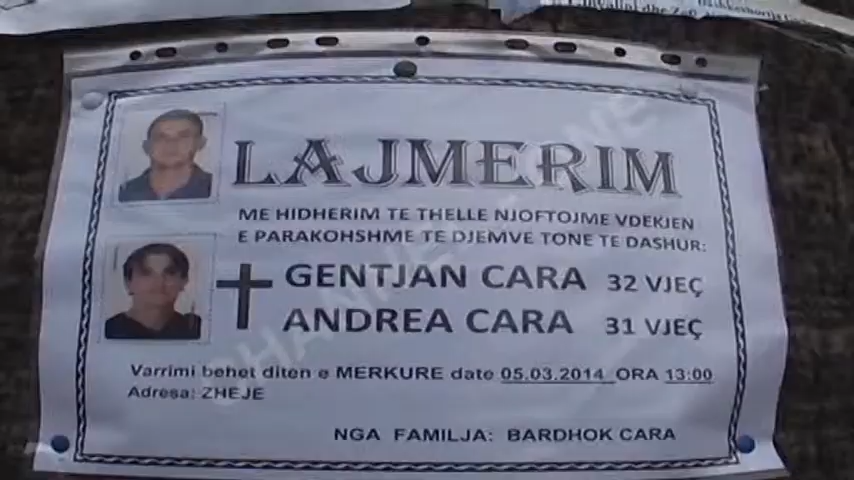 LAJMERIM
ME HIDHERIM TE THELLE NJOFTOJME VDEKJEN
E PARAKOHSHME TE DJEMVE TONE TE DASHUR:
GENTJAN CARA 32 VJEÇ
ANDREA CARA 31 VJEÇ
Varrimi behet diten e MERKURE date 05.03.2014 ORA 13:00
Adresa: ZHEJE
NGA FAMILJA: BARDHOK CARA